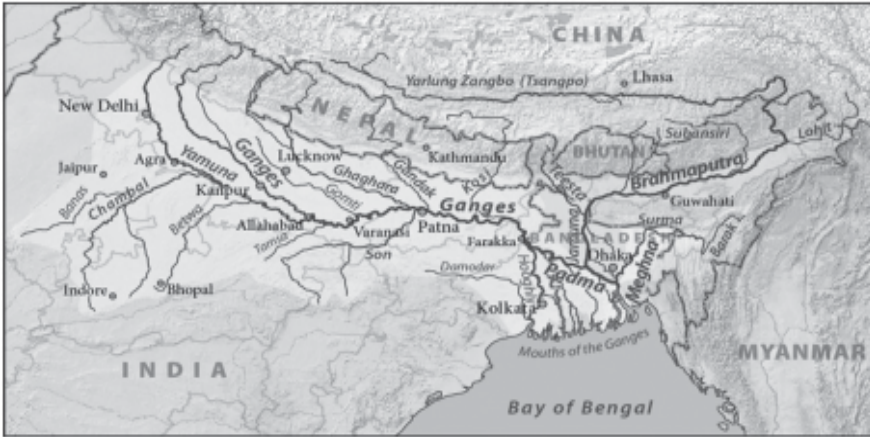 CHINA
Yarlung Zangbo (Tsangpo)
Lhasa
New Delhi
NEPAL
Subansiri
Lohit
Agra
Yamuna
Ganges
Lucknow
Kathmandu
BHUTAN
Jaipur
Ghaghara
Gandak
Kosi
Teesta
Brahmaputra
Banas
Chambal
Kanpur
Gomti
Ganges
Guwahati
Betwa
Allahabad
Varanasi
Patna
Surma
Tamsa
Son
Farakka
BANGLADESH
Jamuna
Dhaka
Barak
Damodar
Hooghly
Padma
Meghna
Indore
Bhopal
Kolkata
Mouths of the Ganges
INDIA
MYANMAR
Bay of Bengal